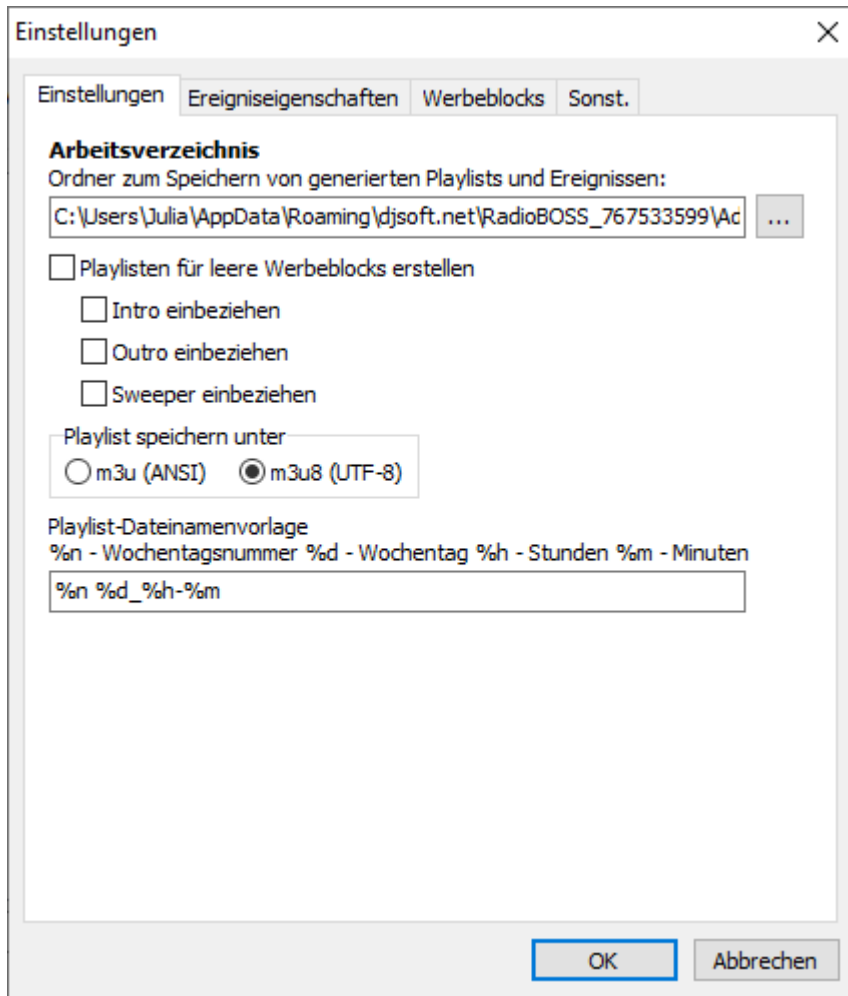 Einstellungen
Einstellungen Ereigniseigenschaften Werbeblocks Sonst.
Arbeitsverzeichnis
Ordner zum Speichern von generierten Playlists und Ereignissen:
C:\Users\Julia\AppData\Roaming\djsoft.net\RadioBOSS_767533599\Ad ...
Playlisten für leere Werbeblocks erstellen
Intro einbeziehen
Outro einbeziehen
Sweeper einbeziehen
Playlist speichern unter
m3u (ANSI) m3u8 (UTF-8)
Playlist-Dateinamenvorlage
%n - Wochentagsnummer %d - Wochentag %h - Stunden %m - Minuten
%n %d_%h-%m
OK Abbrechen